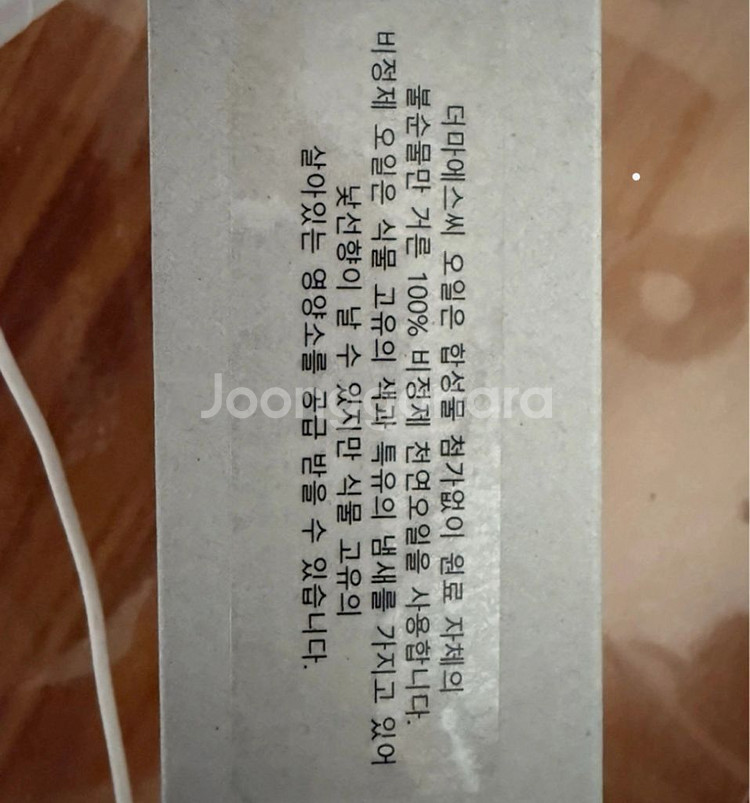 더마에스씨 오일은 합성물 첨가없이 원료 자체의
불순물만 거른 100% 비정제 천연오일을 사용합니다.
비정제 오일은 식물 고유의 색과 특유의 냄새를 가지고 있어
낯선향이 날 수 있지만 식물 고유의
살아있는 영양소를 공급 받을 수 있습니다.
Joonggonara